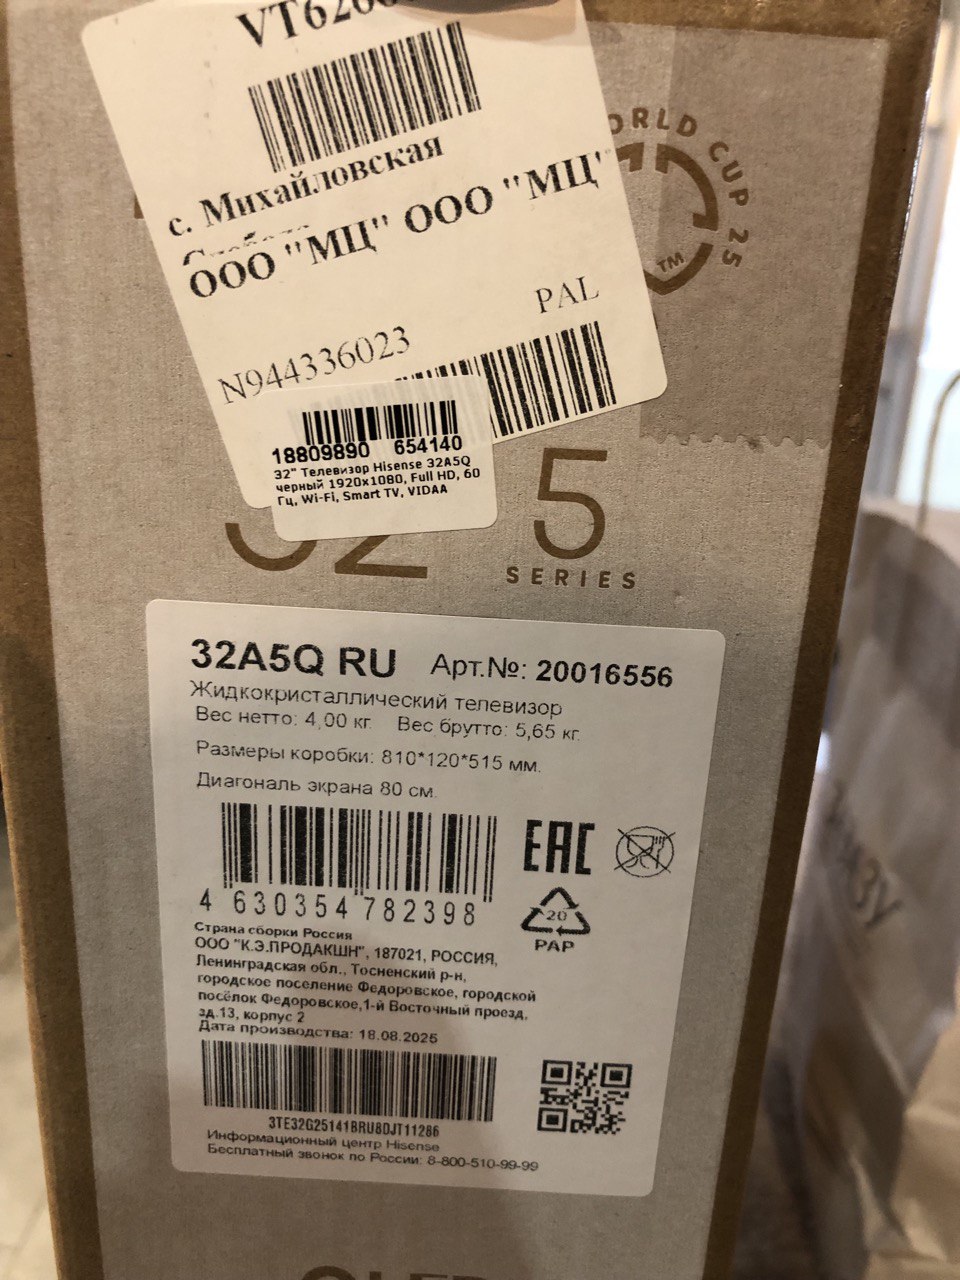 с. Михайловская
ООО "МЦ" ООО "МЦ"
PAL
N944336023
18809890 654140
32" Телевизор Hisense 32A5Q
черный 1920x1080, Full HD, 60
Гц, Wi-Fi, Smart TV, VIDAA
CUP 25
TM
32
5
SERIES
32A5Q RU Арт.№: 20016556
Жидкокристаллический телевизор
Вес нетто: 4,00 кг. Вес брутто: 5,65 кг.
Размеры коробки: 810*120*515 мм.
Диагональ экрана 80 см.
EAC
4 630354 782398
20
PAP
Страна сборки Россия
ООО "К.Э.ПРОДАКШН", 187021, РОССИЯ,
Ленинградская обл., Тосненский р-н,
городское поселение Федоровское, городской
посёлок Федоровское,1-й Восточный проезд,
зд.13, корпус 2
Дата производства: 18.08.2025
3TE32G25141BRU8DJT11286
Информационный центр Hisense
Бесплатный звонок по России: 8-800-510-99-99